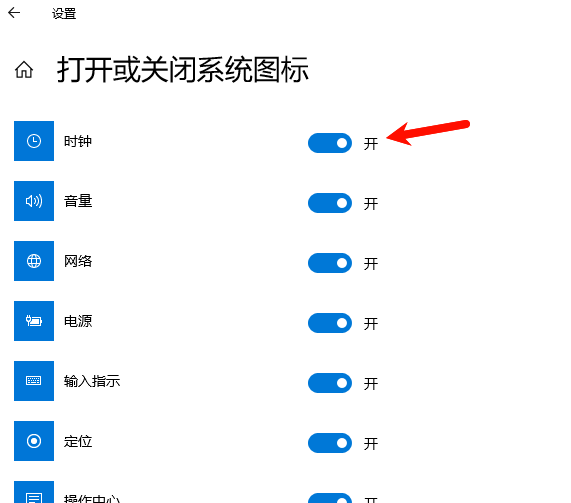 设置
打开或关闭系统图标
时钟 开
音量 开
网络 开
电源 开
输入指示 开
定位 开
操作中心 开